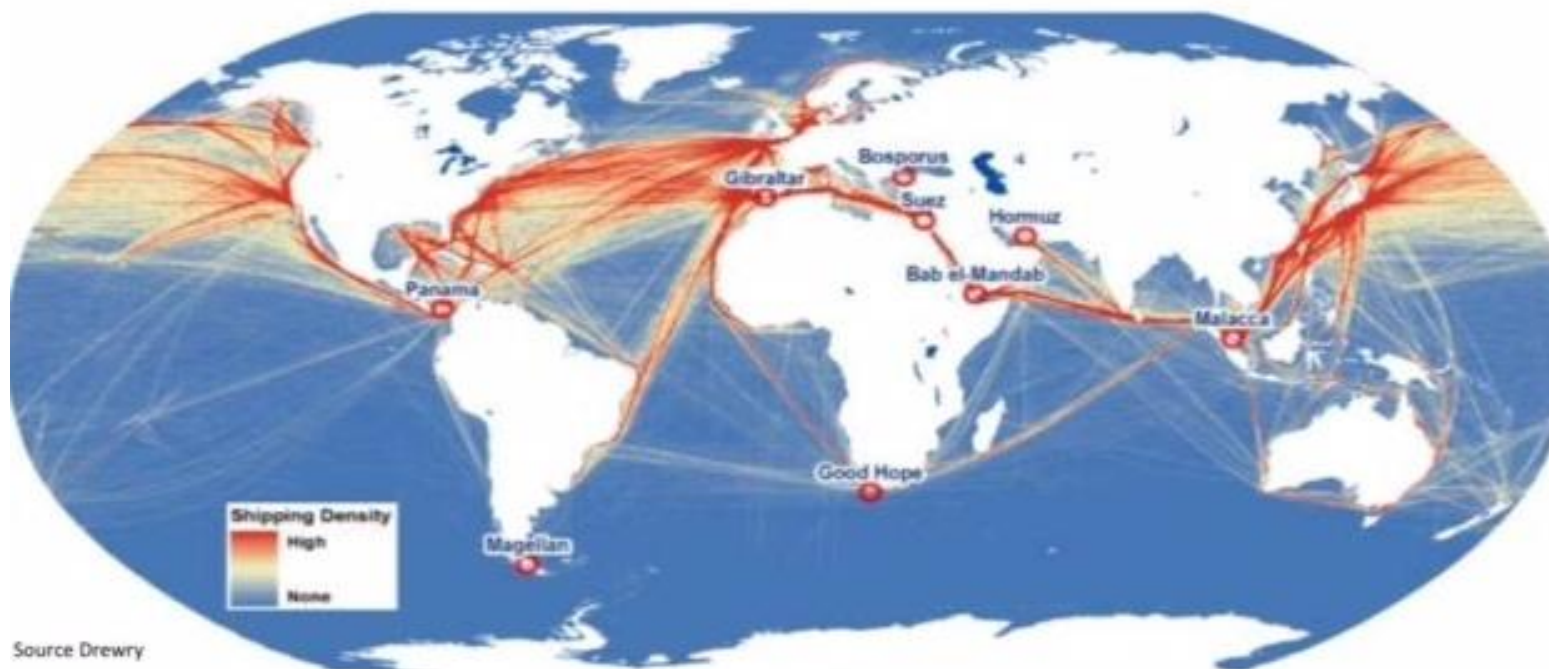 Bosporus
Gibraltar
Suez
Hormuz
Bab el-Mandab
Panama
Malacca
Good Hope
Shipping Density
High
None
Magellan
Source Drewry